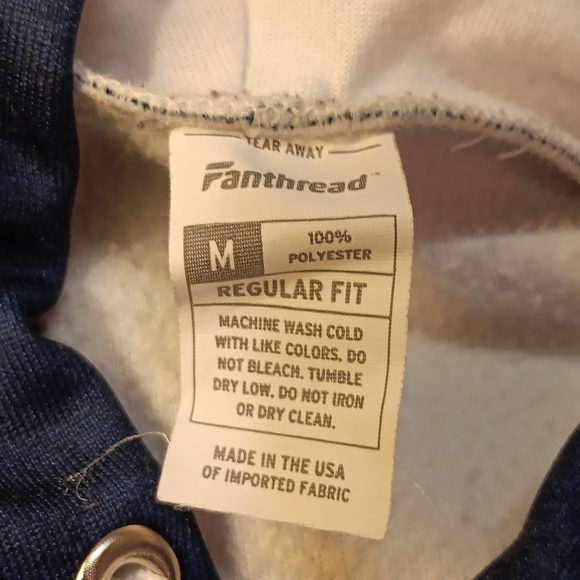 TEAR AWAY
Fanthread
M
100%
POLYESTER
REGULAR FIT
MACHINE WASH COLD
WITH LIKE COLORS. DO
NOT BLEACH. TUMBLE
DRY LOW. DO NOT IRON
OR DRY CLEAN.
MADE IN THE USA
OF IMPORTED FABRIC